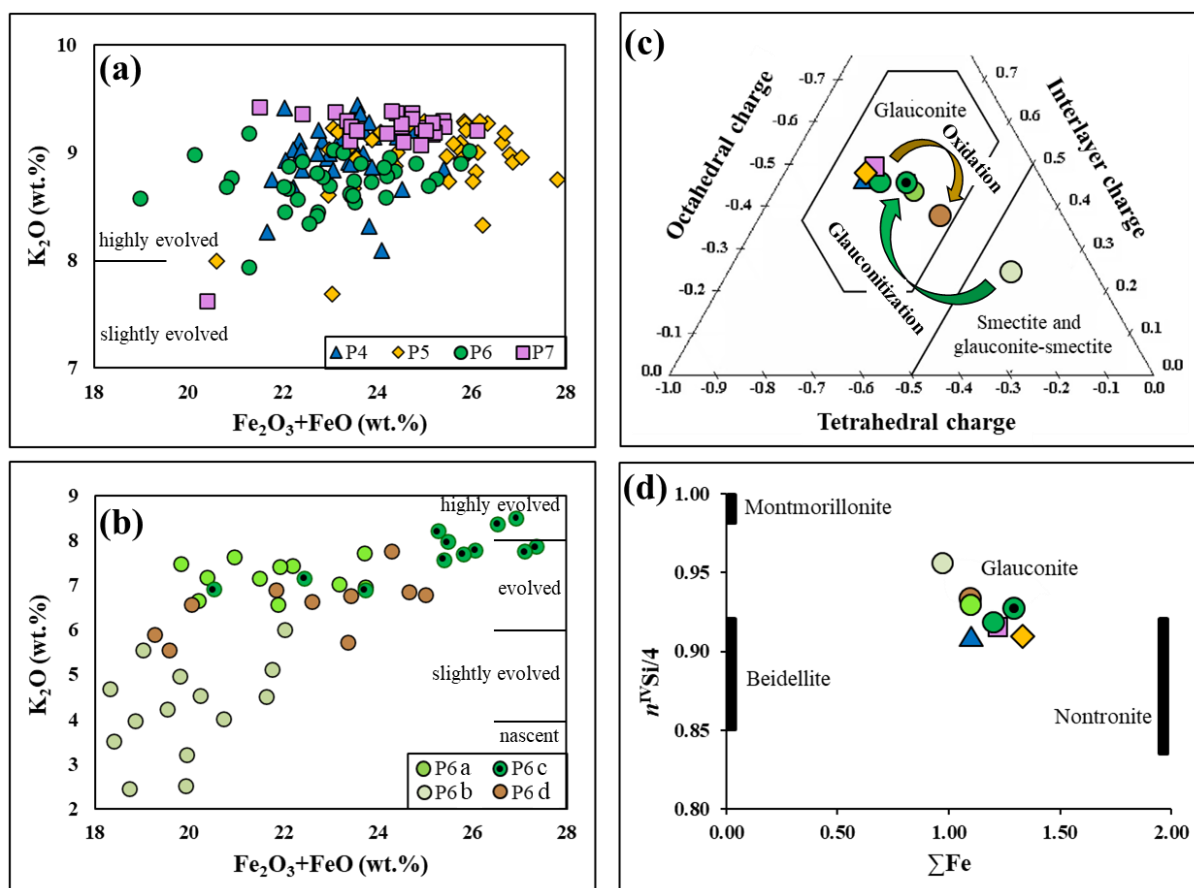 (a)
K₂O (wt.%)
10
9
8
7
highly evolved
slightly evolved
P4 P5 P6 P7
18 20 22 24 26 28
Fe₂O₃+FeO (wt.%)
(c)
Octahedral charge
Interlayer charge
-0.7
-0.6
-0.5
-0.4
-0.3
-0.2
-0.1
0.0
0.7
0.6
0.5
0.4
0.3
0.2
0.1
0.0
Glauconite
Oxidation
Glauconitization
Smectite and
glauconite-smectite
-1.0 -0.9 -0.8 -0.7 -0.6 -0.5 -0.4 -0.3 -0.2 -0.1 0.0
Tetrahedral charge
(b)
K₂O (wt.%)
9
8
7
6
5
4
3
2
highly evolved
evolved
slightly evolved
nascent
P6a P6c
P6b P6d
18 20 22 24 26 28
Fe₂O₃+FeO (wt.%)
(d)
nᴵⱽSi/4
1.00
0.95
0.90
0.85
0.80
Montmorillonite
Glauconite
Beidellite
Nontronite
0.00 0.50 1.00 1.50 2.00
∑Fe